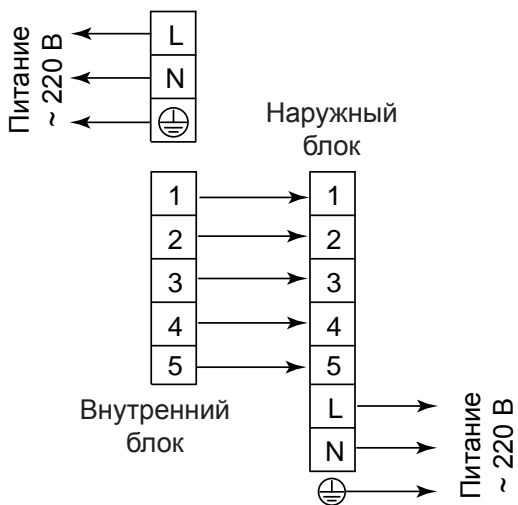 Питание
~ 220 В
L
N
Наружный
блок
1 1
2 2
3 3
4 4
5 5
Внутренний
блок
L
N
Питание
~ 220 В